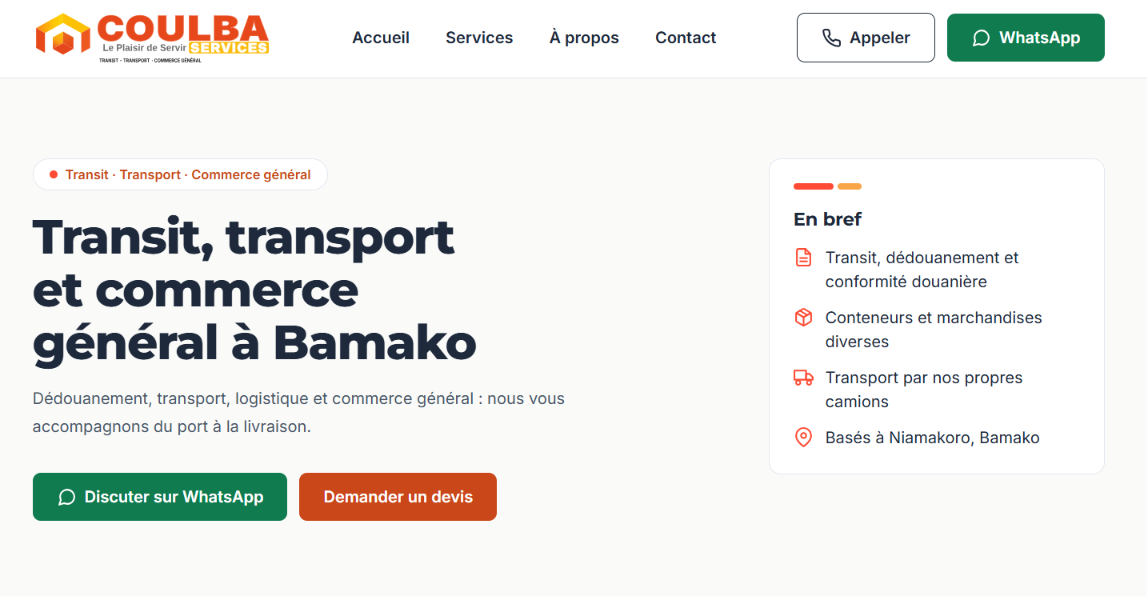 COULBA
Le Plaisir de Servir SERVICES
TRANSIT - TRANSPORT - COMMERCE GÉNÉRAL
Accueil
Services
À propos
Contact
Appeler
WhatsApp
Transit · Transport · Commerce général
Transit, transport
et commerce
général à Bamako
Dédouanement, transport, logistique et commerce général : nous vous
accompagnons du port à la livraison.
Discuter sur WhatsApp
Demander un devis
En bref
Transit, dédouanement et
conformité douanière
Conteneurs et marchandises
diverses
Transport par nos propres
camions
Basés à Niamakoro, Bamako